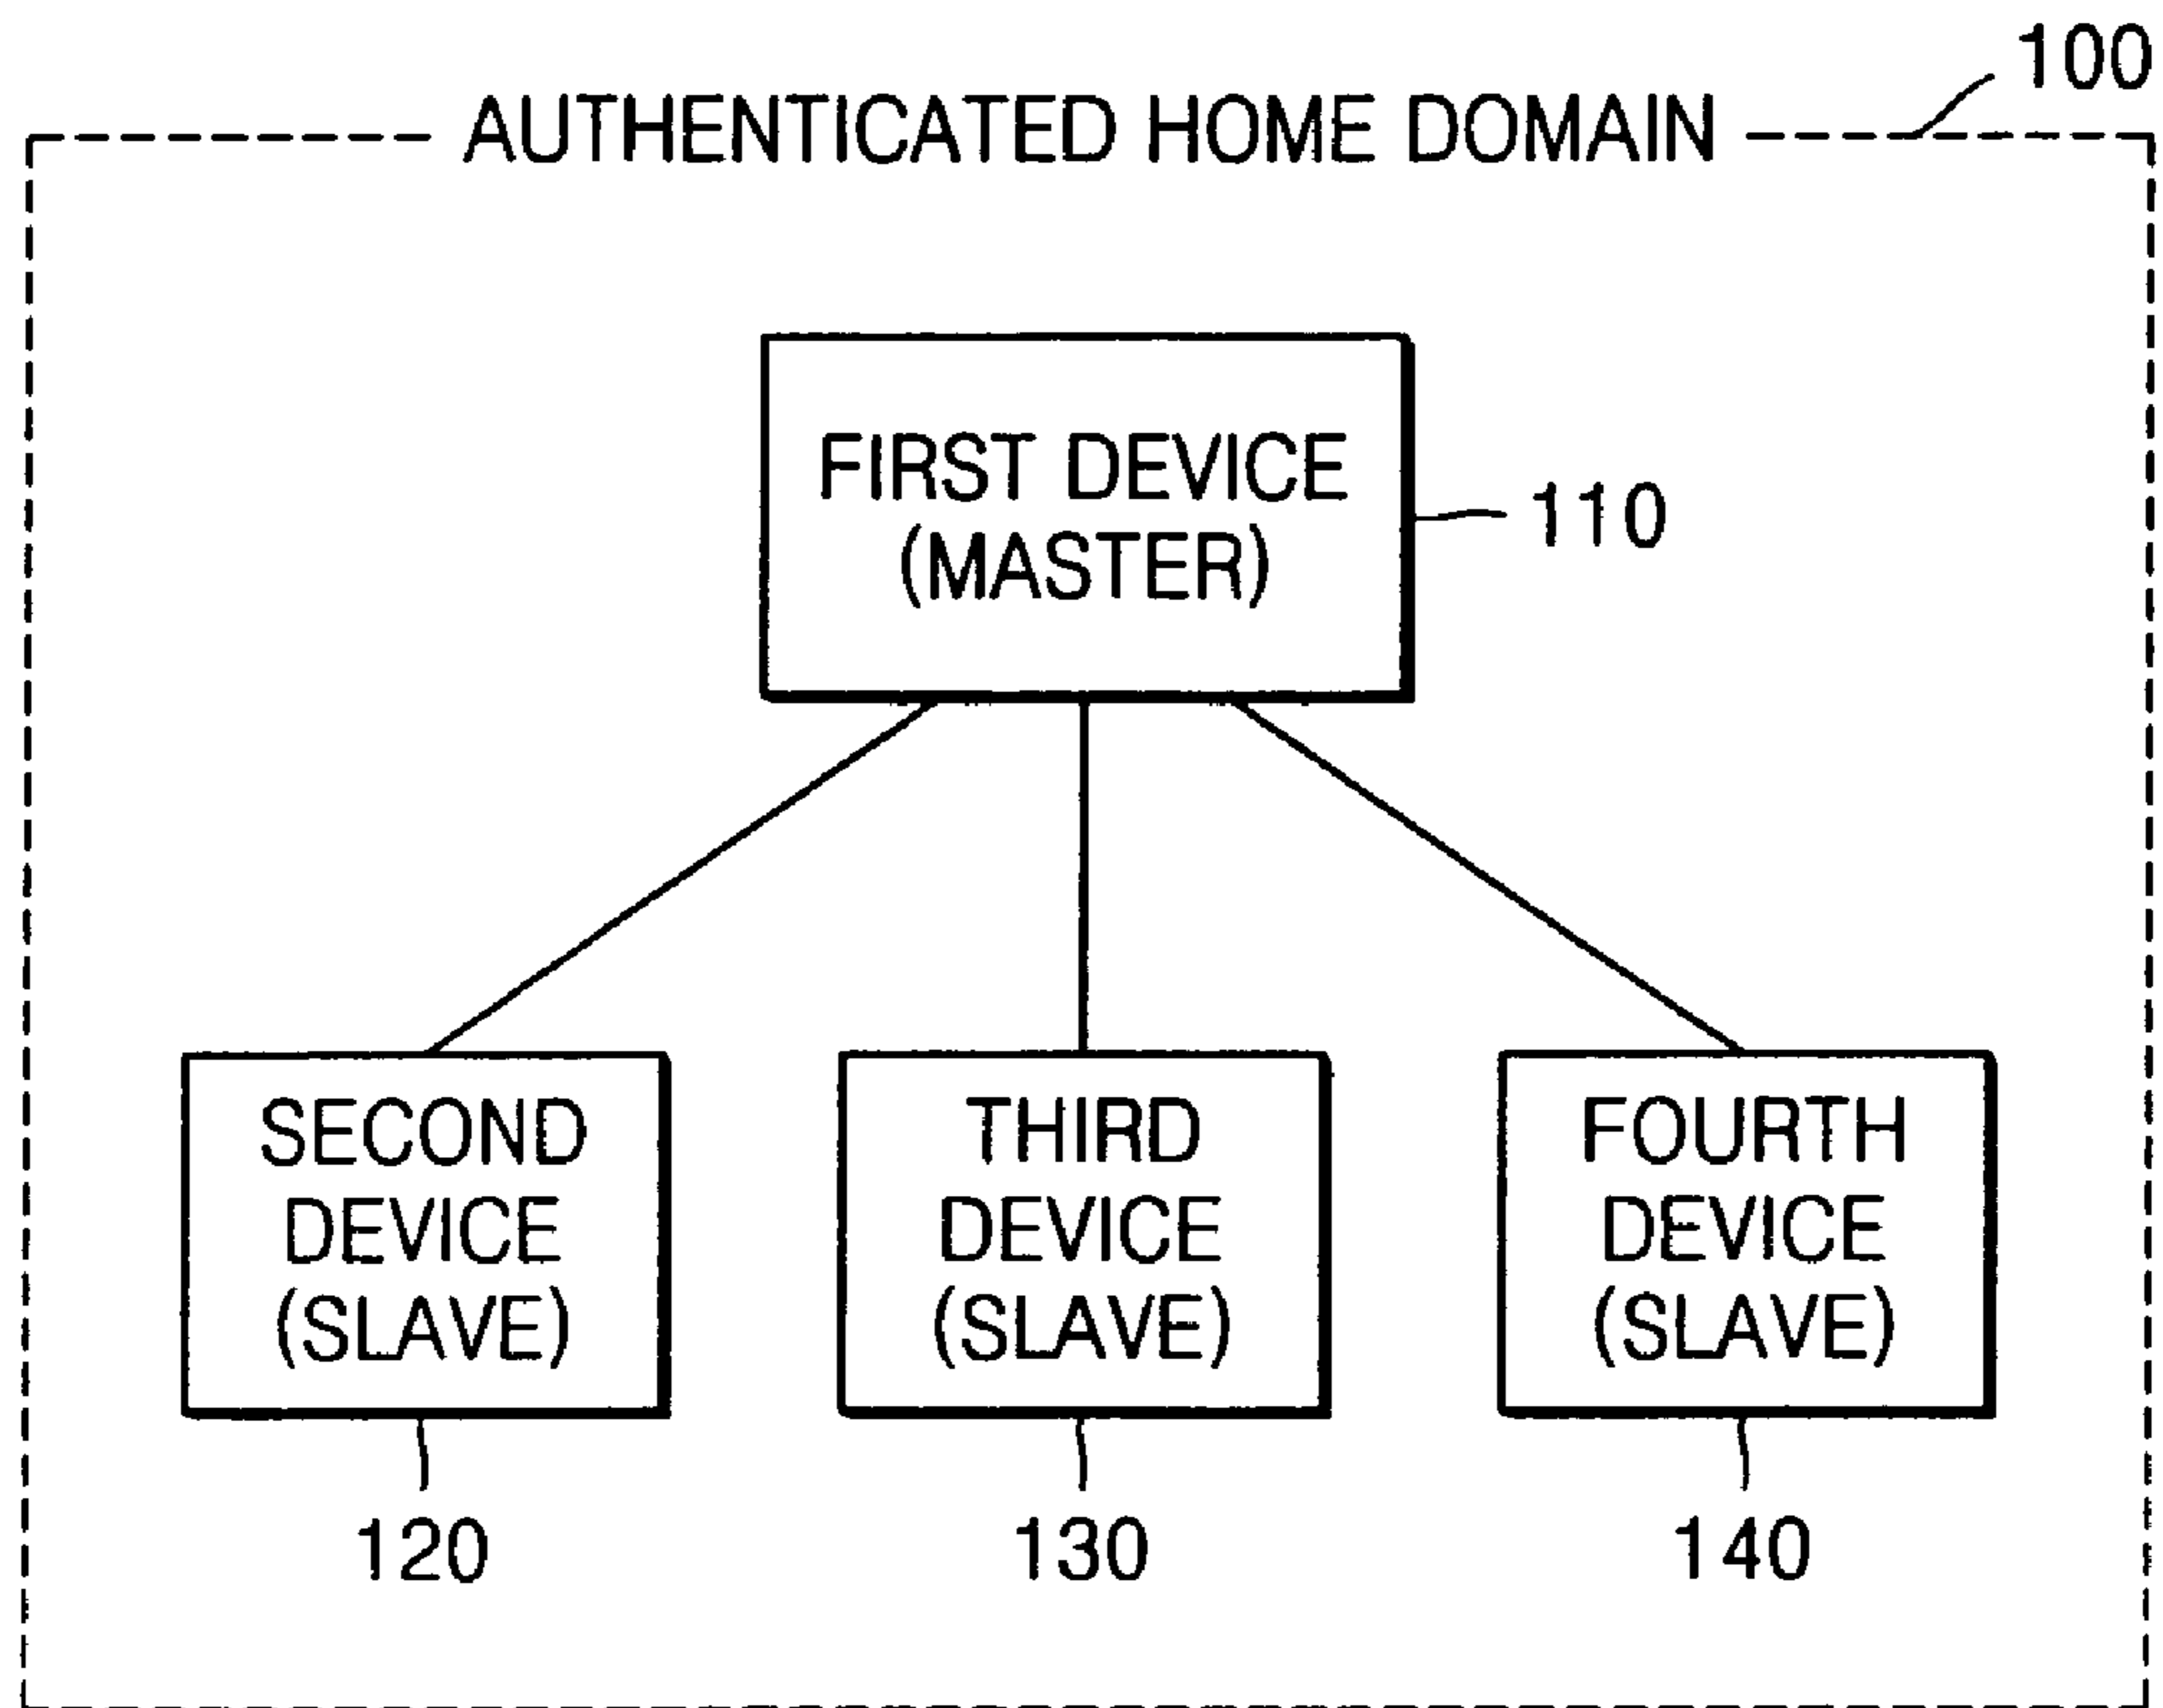 100
AUTHENTICATED HOME DOMAIN
FIRST DEVICE
(MASTER)
110
SECOND
DEVICE
(SLAVE)
THIRD
DEVICE
(SLAVE)
FOURTH
DEVICE
(SLAVE)
120
130
140